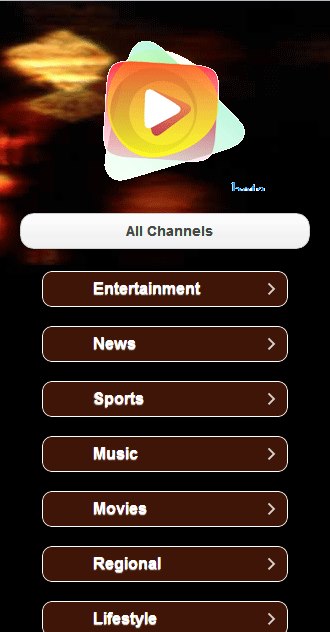 All Channels
Entertainment
News
Sports
Music
Movies
Regional
Lifestyle